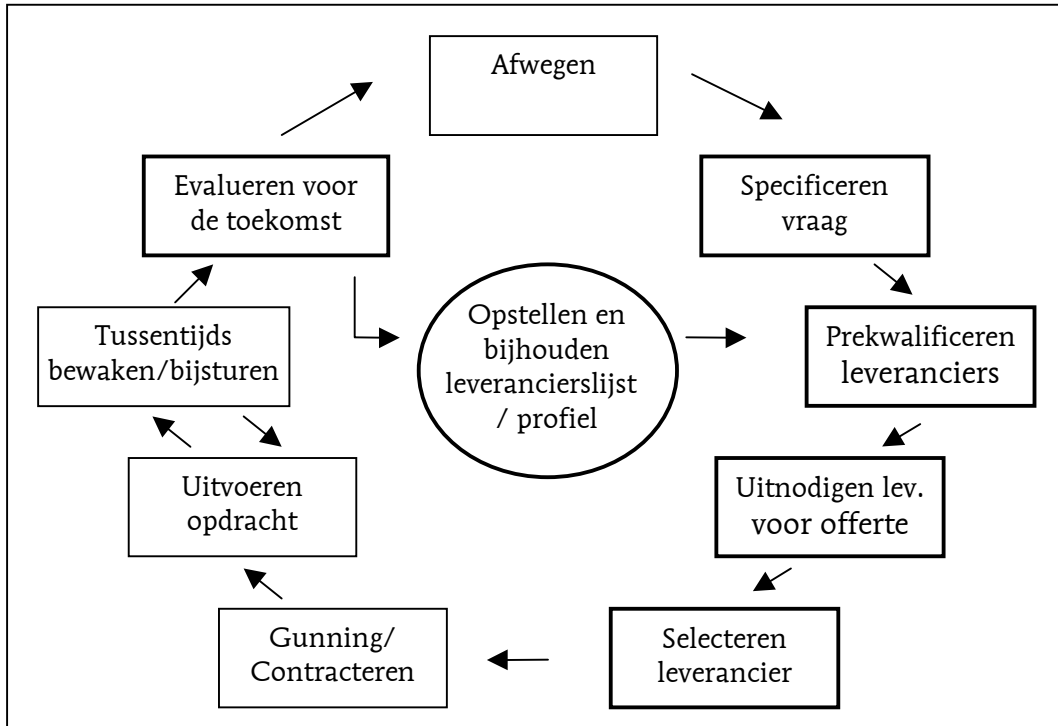 Afwegen
Specificeren
vraag
Prekwalificeren
leveranciers
Uitnodigen lev.
voor offerte
Selecteren
leverancier
Gunning/
Contracteren
Uitvoeren
opdracht
Tussentijds
bewaken/bijsturen
Evalueren voor
de toekomst
Opstellen en
bijhouden
leverancierslijst
/ profiel